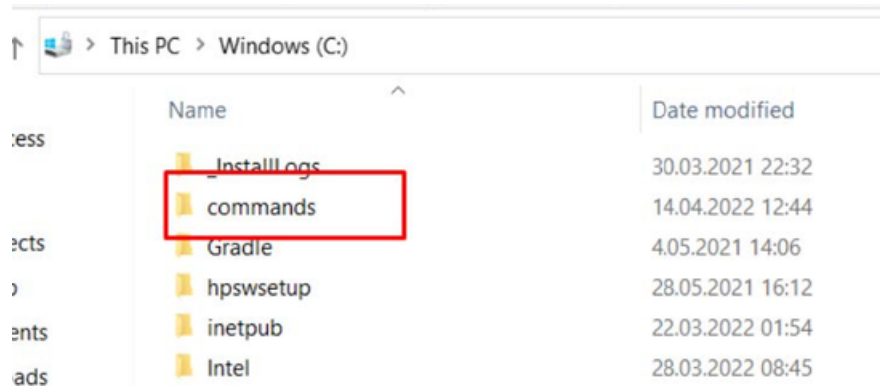 This PC > Windows (C:)
Name Date modified
_InstallLogs 30.03.2021 22:32
commands 14.04.2022 12:44
Gradle 4.05.2021 14:06
hpswsetup 28.05.2021 16:12
inetpub 22.03.2022 01:54
Intel 28.03.2022 08:45